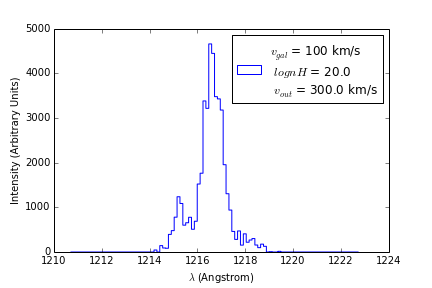 5000
4000
3000
2000
1000
0
Intensity (Arbitrary Units)
v_gal = 100 km/s
lognH = 20.0
v_out = 300.0 km/s
1210 1212 1214 1216 1218 1220 1222 1224
λ (Angstrom)